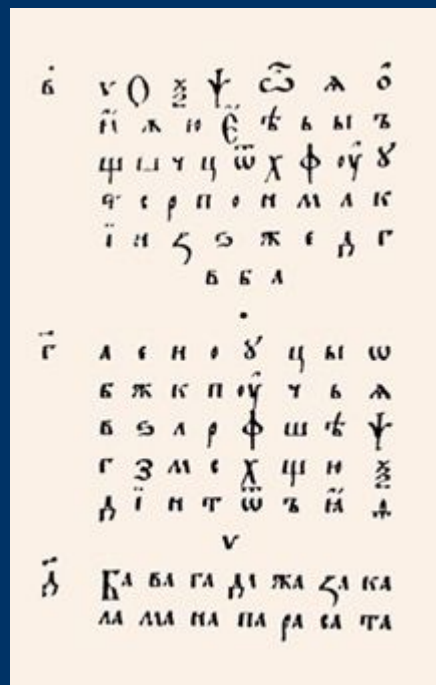 в҃ ѵ ѳ ѯ ѱ ѽ ѧ ѻ
ꙗ ѫ ю є ѣ ь ы ъ
щ ш ч ц ѿ х ф ѹ ꙋ
т с р п о н м л к
ї и ꙁ ѕ ж е д г
в б а
г҃ а е и о ꙋ ц ы ѡ
б ж к п ѹ ч ь ѧ
в ѕ л р ф ш ѣ ѱ
г з м с х щ ю ѯ
д ї н т ѿ ъ ꙗ
ѵ
д҃ Ба ва га да жа ꙁа ка
ла ма на па ра са та